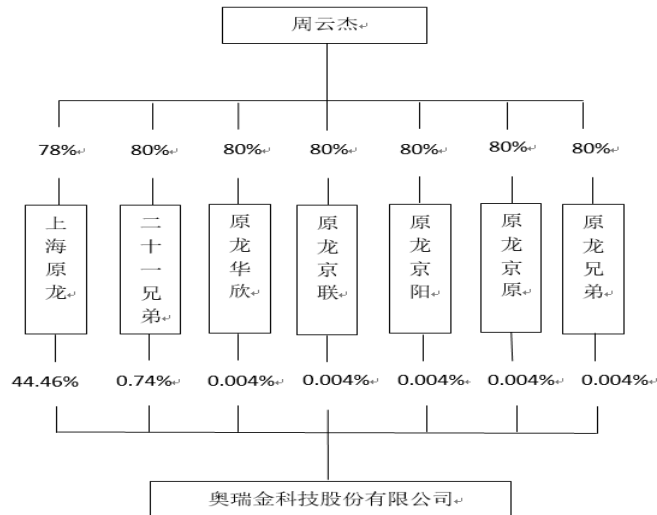 周云杰
78% 80% 80% 80% 80% 80% 80%
上海原龙
二十一兄弟
原龙华欣
原龙京联
原龙京阳
原龙京原
原龙兄弟
44.46% 0.74% 0.004% 0.004% 0.004% 0.004% 0.004%
奥瑞金科技股份有限公司